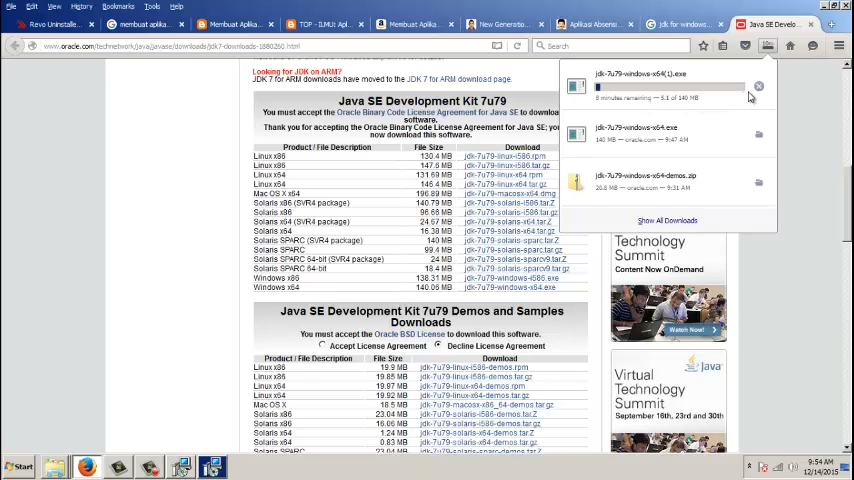 File Edit View History Bookmarks Tools Help
Revo Uninstaller...
membuat aplika...
Membuat Aplik...
TOP - ILMU: Apl...
Membuat Aplika...
New Generatio...
Aplikasi Absensi...
jdk for windows...
Java SE Develo...
www.oracle.com/technetwork/java/javase/downloads/jdk7-downloads-1880260.html
Search
Looking for JDK on ARM?
JDK 7 for ARM downloads have moved to the JDK 7 for ARM download page.
Java SE Development Kit 7u79
You must accept the Oracle Binary Code License Agreement for Java SE to download this
software.
Thank you for accepting the Oracle Binary Code License Agreement for Java SE; you may
now download this software.
Product / File Description File Size Download
Linux x86 130.4 MB jdk-7u79-linux-i586.rpm
Linux x86 147.6 MB jdk-7u79-linux-i586.tar.gz
Linux x64 131.69 MB jdk-7u79-linux-x64.rpm
Linux x64 146.4 MB jdk-7u79-linux-x64.tar.gz
Mac OS X x64 196.89 MB jdk-7u79-macosx-x64.dmg
Solaris x86 (SVR4 package) 140.79 MB jdk-7u79-solaris-i586.tar.Z
Solaris x86 96.66 MB jdk-7u79-solaris-i586.tar.gz
Solaris x64 (SVR4 package) 24.67 MB jdk-7u79-solaris-x64.tar.Z
Solaris x64 16.38 MB jdk-7u79-solaris-x64.tar.gz
Solaris SPARC (SVR4 package) 140 MB jdk-7u79-solaris-sparc.tar.Z
Solaris SPARC 99.4 MB jdk-7u79-solaris-sparc.tar.gz
Solaris SPARC 64-bit (SVR4 package) 24 MB jdk-7u79-solaris-sparcv9.tar.Z
Solaris SPARC 64-bit 18.4 MB jdk-7u79-solaris-sparcv9.tar.gz
Windows x86 138.31 MB jdk-7u79-windows-i586.exe
Windows x64 140.06 MB jdk-7u79-windows-x64.exe
Java SE Development Kit 7u79 Demos and Samples
Downloads
You must accept the Oracle BSD License to download this software.
Accept License Agreement Decline License Agreement
Product / File Description File Size Download
Linux x86 19.9 MB jdk-7u79-linux-i586-demos.rpm
Linux x86 19.85 MB jdk-7u79-linux-i586-demos.tar.gz
Linux x64 19.97 MB jdk-7u79-linux-x64-demos.rpm
Linux x64 19.92 MB jdk-7u79-linux-x64-demos.tar.gz
Mac OS X 18.5 MB jdk-7u79-macosx-x86_64-demos.tar.gz
Solaris x86 23.04 MB jdk-7u79-solaris-i586-demos.tar.Z
Solaris x86 16.06 MB jdk-7u79-solaris-i586-demos.tar.gz
Solaris x64 1.24 MB jdk-7u79-solaris-x64-demos.tar.Z
Solaris x64 0.83 MB jdk-7u79-solaris-x64-demos.tar.gz
Solaris SPARC
jdk-7u79-windows-x64(1).exe
8 minutes remaining — 5.1 of 140 MB
jdk-7u79-windows-x64.exe
140 MB — oracle.com — 9:47 AM
jdk-7u79-windows-x64-demos.zip
20.8 MB — oracle.com — 9:31 AM
Show All Downloads
Technology Summit
Content Now OnDemand
Watch Now!
Java
Virtual
Technology
Summit
September 16th, 23rd and 30th
Start
9:54 AM
12/14/2015